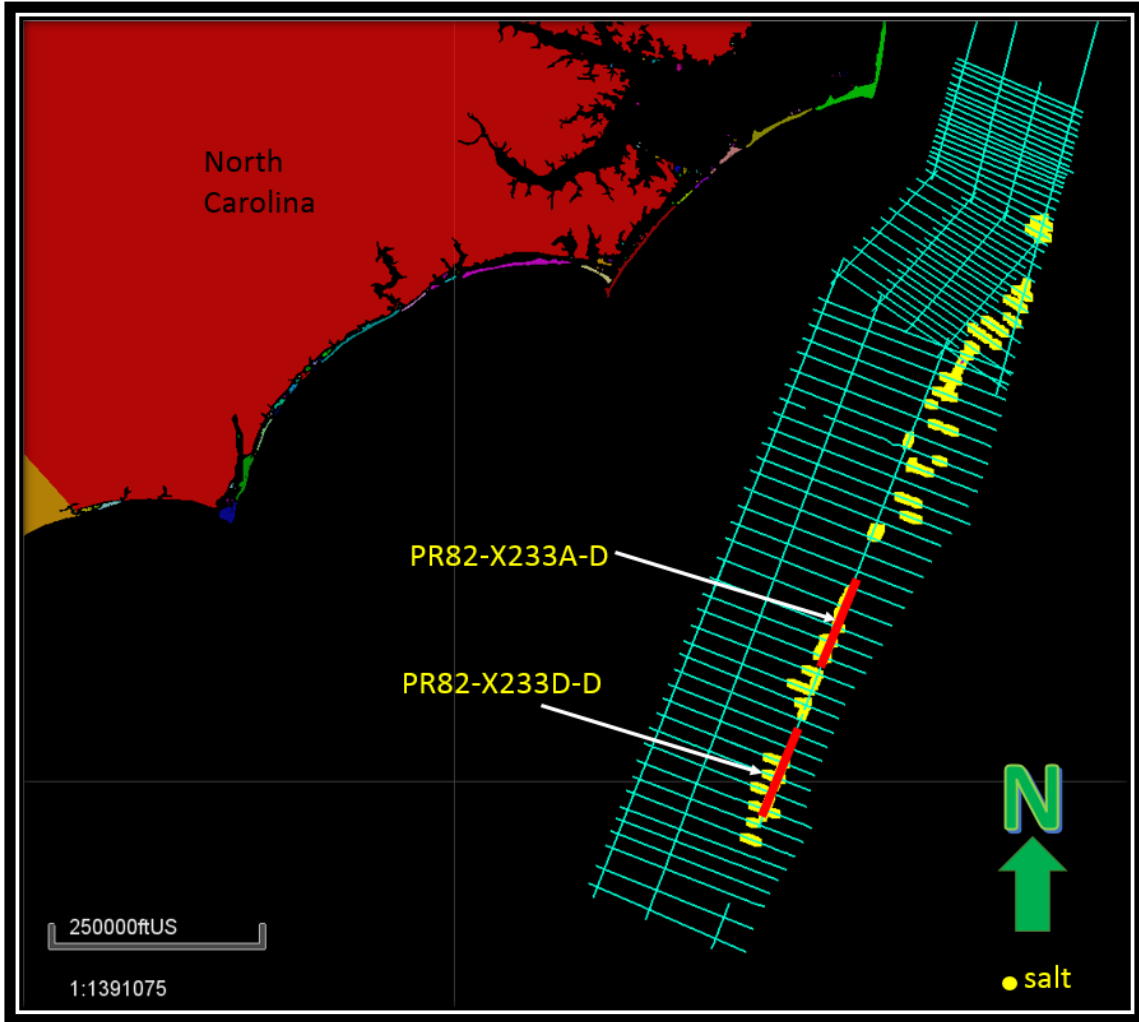 North
Carolina
PR82-X233A-D
PR82-X233D-D
N
250000ftUS
1:1391075
salt